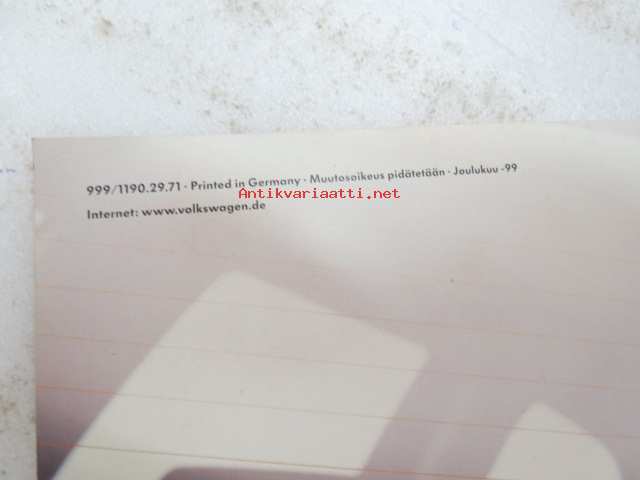 999/1190.29.71 · Printed in Germany · Muutosoikeus pidätetään · Joulukuu -99
Antikvariaatti.net
Internet: www.volkswagen.de